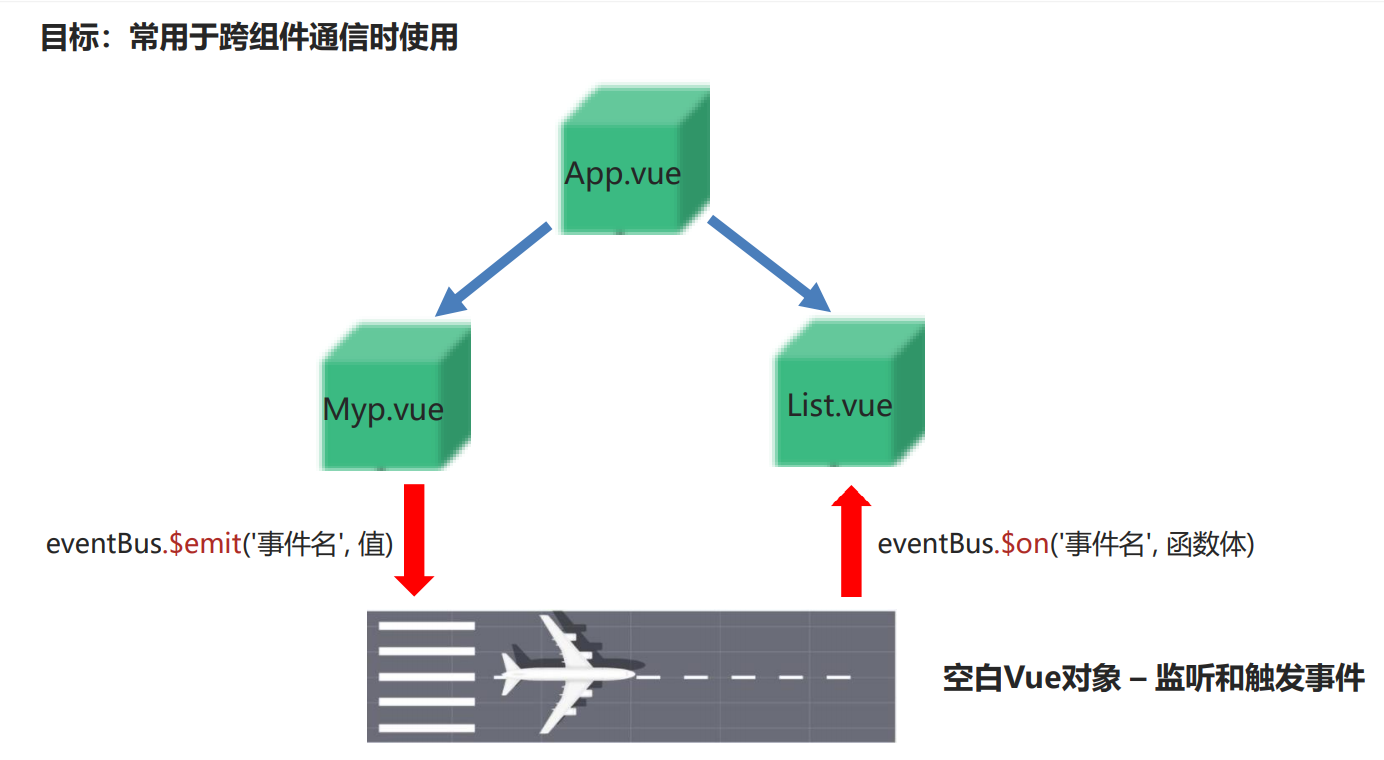 目标：常用于跨组件通信时使用
App.vue
Myp.vue
List.vue
eventBus.$emit('事件名', 值)
eventBus.$on('事件名', 函数体)
空白Vue对象 – 监听和触发事件